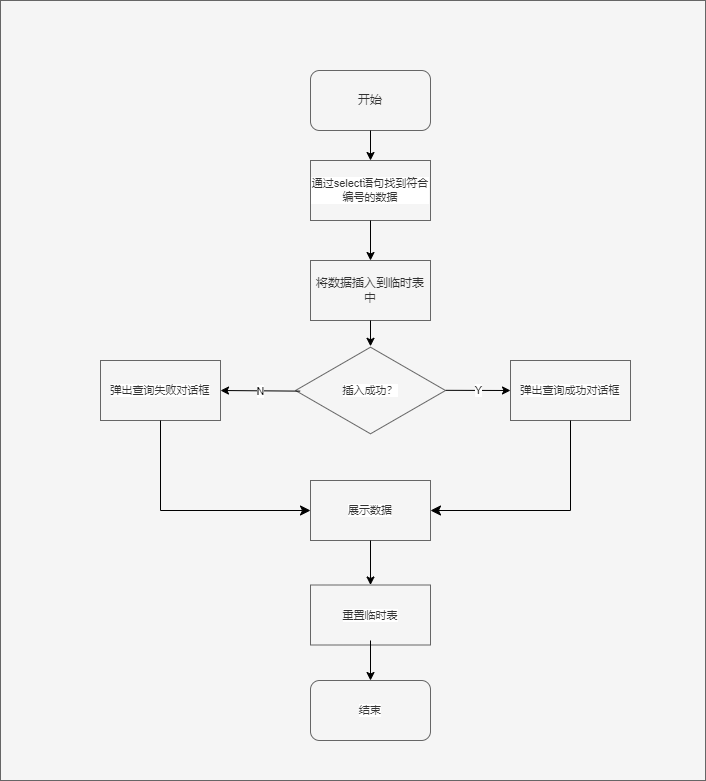 开始
通过select语句找到符合
编号的数据
将数据插入到临时表
中
弹出查询失败对话框
N
插入成功？
Y
弹出查询成功对话框
展示数据
重置临时表
结束